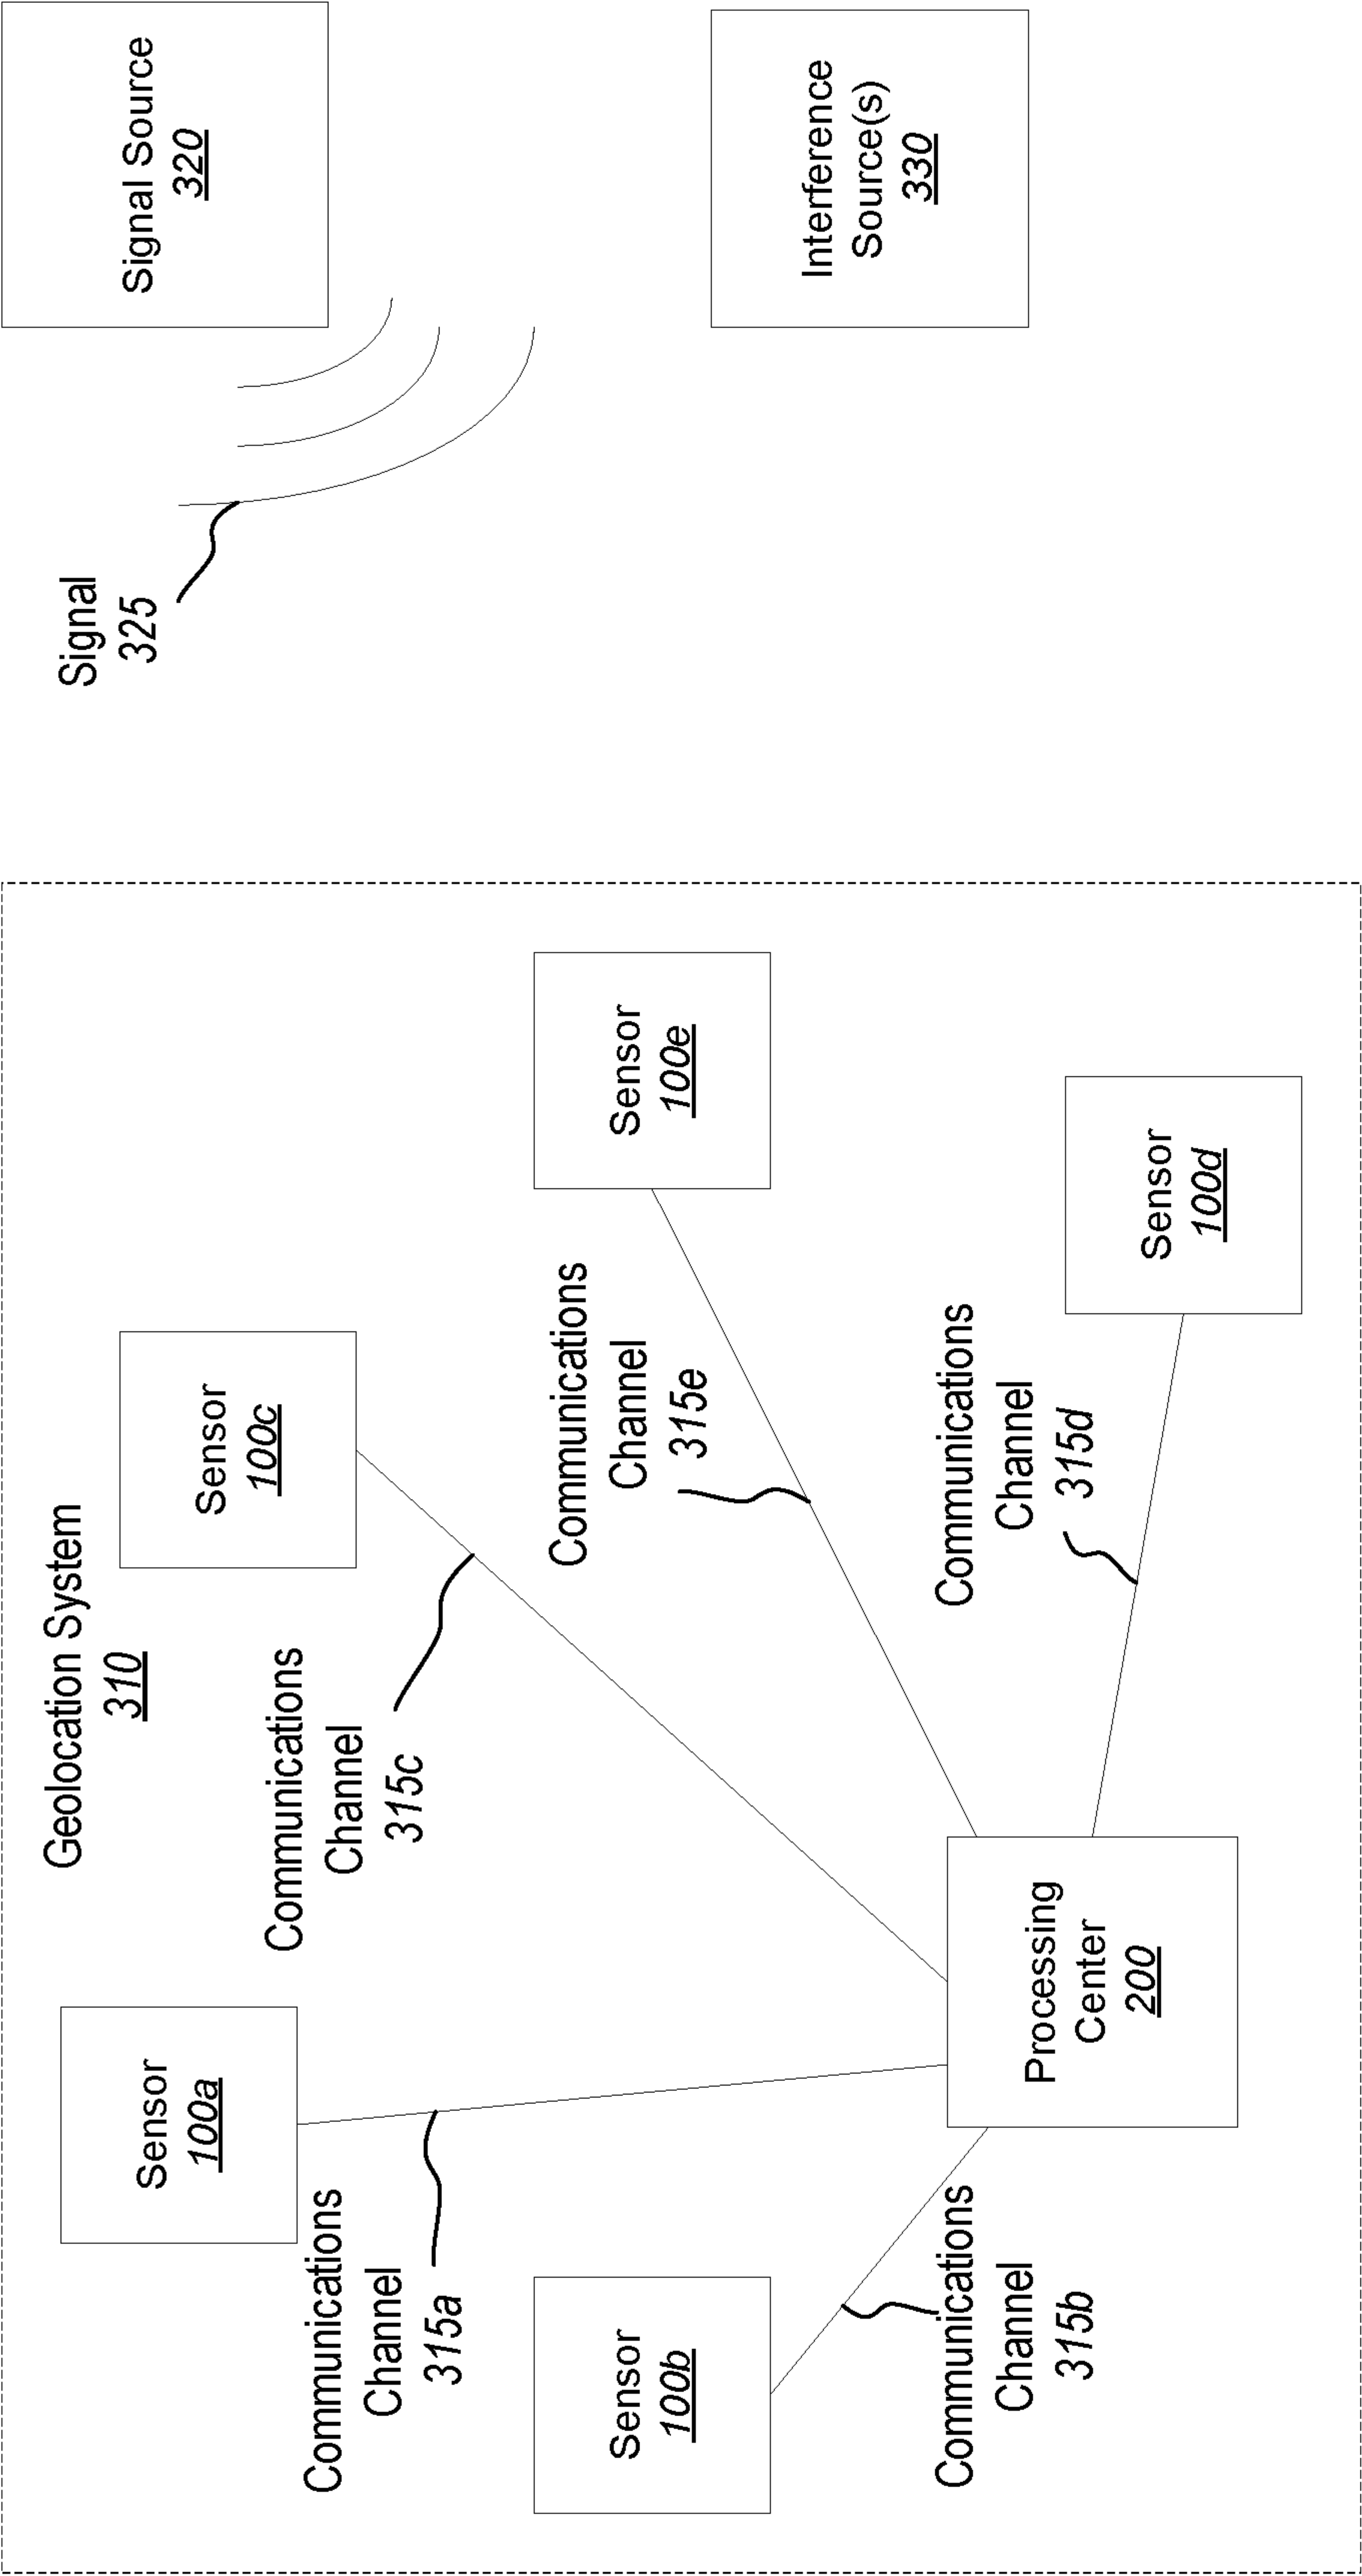 Geolocation System
310
Sensor
100a
Communications
Channel
315a
Sensor
100b
Communications
Channel
315b
Sensor
100c
Communications
Channel
315c
Sensor
100e
Communications
Channel
315e
Sensor
100d
Communications
Channel
315d
Processing
Center
200
Signal
325
Signal Source
320
Interference
Source(s)
330